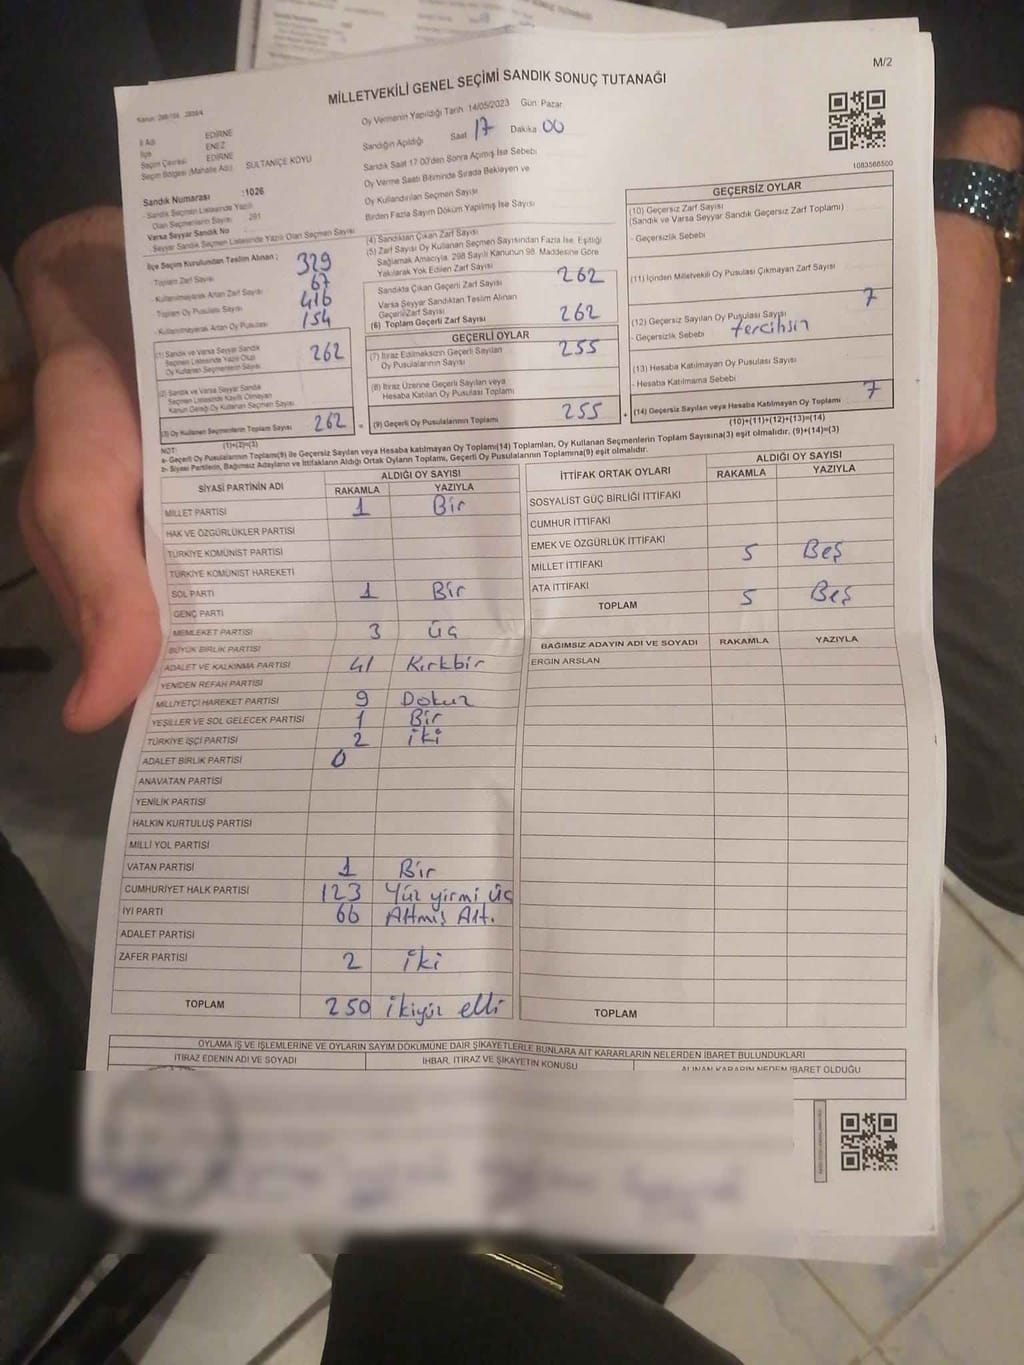 M/2
MİLLETVEKİLİ GENEL SEÇİMİ SANDIK SONUÇ TUTANAĞI
İl Adı EDİRNE
İlçe ENEZ
Seçim Çevresi EDİRNE
Seçim Bölgesi (Mahalle Adı) SULTANİÇE KÖYÜ
Sandık Numarası :1026
- Sandık Seçmen Listesinde Yazılı
Olan Seçmenlerin Sayısı 281
Varsa Seyyar Sandık No
Seyyar Sandık Seçmen Listesinde Yazılı Olan Seçmen Sayısı
Oy Vermenin Yapıldığı Tarih 14/05/2023 Gün Pazar
Sandığın Açıldığı Saat 17 Dakika 00
Sandık Saat 17.00'den Sonra Açılmış İse Sebebi
Oy Verme Saati Bitiminde Sırada Bekleyen ve
Oy Kullandırılan Seçmen Sayısı
Birden Fazla Sayım Döküm Yapılmış İse Sayısı
1083566500
İlçe Seçim Kurulundan Teslim Alınan ;
- Toplam Zarf Sayısı 329
- Kullanılmayarak Artan Zarf Sayısı 67
Toplam Oy Pusulası Sayısı 416
- Kullanılmayarak Artan Oy Pusulası 154
(1) Sandık ve Varsa Seyyar Sandık
Seçmen Listesinde Yazılı Olup
Oy Kullanan Seçmenlerin Sayısı 262
(2) Sandık ve Varsa Seyyar Sandık
Seçmen Listesinde Kayıtlı Olmayan
Kanun Gereği Oy Kullanan Seçmen Sayısı
(3) Oy Kullanan Seçmenlerin Toplam Sayısı 262
(1)+(2)=(3)
(4) Sandıktan Çıkan Zarf Sayısı
(5) Zarf Sayısı Oy Kullanan Seçmen Sayısından Fazla İse, Eşitliği
Sağlamak Amacıyla, 298 Sayılı Kanunun 98. Maddesine Göre
Yakılarak Yok Edilen Zarf Sayısı
Sandıkta Çıkan Geçerli Zarf Sayısı 262
Varsa Seyyar Sandıktan Teslim Alınan
Geçerli Zarf Sayısı
(6) Toplam Geçerli Zarf Sayısı 262
GEÇERLİ OYLAR
(7) İtiraz Edilmeksizin Geçerli Sayılan
Oy Pusulalarının Sayısı 255
(8) İtiraz Üzerine Geçerli Sayılan veya
Hesaba Katılan Oy Pusulası Toplamı
= (9) Geçerli Oy Pusulalarının Toplamı 255 +
GEÇERSİZ OYLAR
(10) Geçersiz Zarf Sayısı
(Sandık ve Varsa Seyyar Sandık Geçersiz Zarf Toplamı)
- Geçersizlik Sebebi
(11) İçinden Milletvekili Oy Pusulası Çıkmayan Zarf Sayısı
(12) Geçersiz Sayılan Oy Pusulası Sayısı 7
- Geçersizlik Sebebi tercihsin
(13) Hesaba Katılmayan Oy Pusulası Sayısı
- Hesaba Katılmama Sebebi
(14) Geçersiz Sayılan veya Hesaba Katılmayan Oy Toplamı 7
(10)+(11)+(12)+(13)=(14)
NOT:
a- Geçerli Oy Pusulalarının Toplamı(9) ile Geçersiz Sayılan veya Hesaba katılmayan Oy Toplamı(14) Toplamları, Oy Kullanan Seçmenlerin Toplam Sayısına(3) eşit olmalıdır. (9)+(14)=(3)
b- Siyasi Partilerin, Bağımsız Adayların ve İttifakların Aldığı Ortak Oyların Toplamı, Geçerli Oy Pusulalarının Toplamına(9) eşit olmalıdır.
SİYASİ PARTİNİN ADI ALDIĞI OY SAYISI
RAKAMLA YAZIYLA
MİLLET PARTİSİ 1 Bir
HAK VE ÖZGÜRLÜKLER PARTİSİ
TÜRKİYE KOMÜNİST PARTİSİ
TÜRKİYE KOMÜNİST HAREKETİ
SOL PARTİ 1 Bir
GENÇ PARTİ
MEMLEKET PARTİSİ 3 üç
BÜYÜK BİRLİK PARTİSİ
ADALET VE KALKINMA PARTİSİ 41 Kırkbir
YENİDEN REFAH PARTİSİ
MİLLİYETÇİ HAREKET PARTİSİ 9 Dokuz
YEŞİLLER VE SOL GELECEK PARTİSİ 1 Bir
TÜRKİYE İŞÇİ PARTİSİ 2 iki
ADALET BİRLİK PARTİSİ 0
ANAVATAN PARTİSİ
YENİLİK PARTİSİ
HALKIN KURTULUŞ PARTİSİ
MİLLİ YOL PARTİSİ
VATAN PARTİSİ 1 Bir
CUMHURİYET HALK PARTİSİ 123 Yüz yirmi üç
İYİ PARTİ 66 Altmış Alt.
ADALET PARTİSİ
ZAFER PARTİSİ 2 iki
TOPLAM 250 ikiyüz elli
İTTİFAK ORTAK OYLARI ALDIĞI OY SAYISI
RAKAMLA YAZIYLA
SOSYALİST GÜÇ BİRLİĞİ İTTİFAKI
CUMHUR İTTİFAKI
EMEK VE ÖZGÜRLÜK İTTİFAKI
MİLLET İTTİFAKI 5 Beş
ATA İTTİFAKI
TOPLAM 5 Beş
BAĞIMSIZ ADAYIN ADI VE SOYADI RAKAMLA YAZIYLA
ERGİN ARSLAN
TOPLAM
OYLAMA İŞ VE İŞLEMLERİNE VE OYLARIN SAYIM DÖKÜMÜNE DAİR ŞİKAYETLERLE BUNLARA AİT KARARLARIN NELERDEN İBARET BULUNDUKLARI
İTİRAZ EDENİN ADI VE SOYADI İHBAR, İTİRAZ VE ŞİKAYETİN KONUSU ALINAN KARARIN NEDEN İBARET OLDUĞU